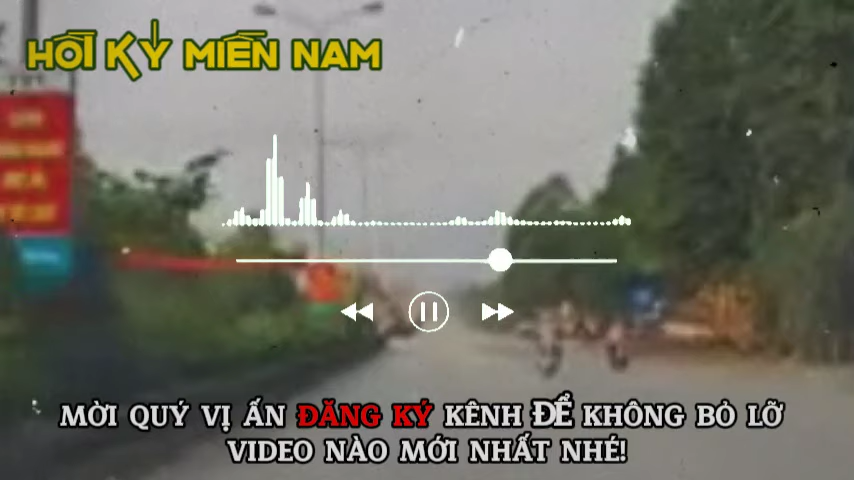 HỒI KÝ MIỀN NAM
MỜI QUÝ VỊ ẤN ĐĂNG KÝ KÊNH ĐỂ KHÔNG BỎ LỠ
VIDEO NÀO MỚI NHẤT NHÉ!